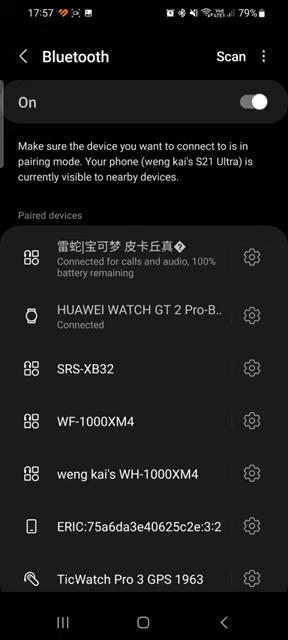 17:57
79%
Bluetooth
Scan
On
Make sure the device you want to connect to is in
pairing mode. Your phone (weng kai's S21 Ultra) is
currently visible to nearby devices.
Paired devices
雷蛇|宝可梦 皮卡丘真�
Connected for calls and audio, 100%
battery remaining
HUAWEI WATCH GT 2 Pro-B..
Connected
SRS-XB32
WF-1000XM4
weng kai's WH-1000XM4
ERIC:75a6da3e40625c2e:3:2
TicWatch Pro 3 GPS 1963